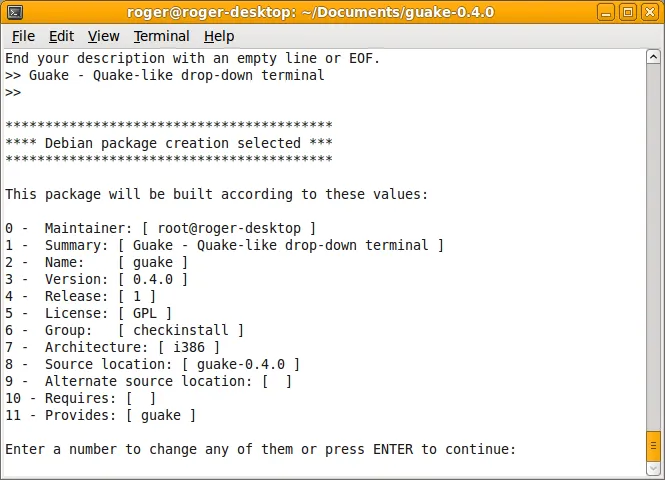 roger@roger-desktop: ~/Documents/guake-0.4.0
File Edit View Terminal Help
End your description with an empty line or EOF.
>> Guake - Quake-like drop-down terminal
>>
*****************************************
**** Debian package creation selected ***
*****************************************
This package will be built according to these values:
0 -  Maintainer: [ root@roger-desktop ]
1 -  Summary: [ Guake - Quake-like drop-down terminal ]
2 -  Name:    [ guake ]
3 -  Version: [ 0.4.0 ]
4 -  Release: [ 1 ]
5 -  License: [ GPL ]
6 -  Group:   [ checkinstall ]
7 -  Architecture: [ i386 ]
8 -  Source location: [ guake-0.4.0 ]
9 -  Alternate source location: [  ]
10 - Requires: [  ]
11 - Provides: [ guake ]
Enter a number to change any of them or press ENTER to continue: